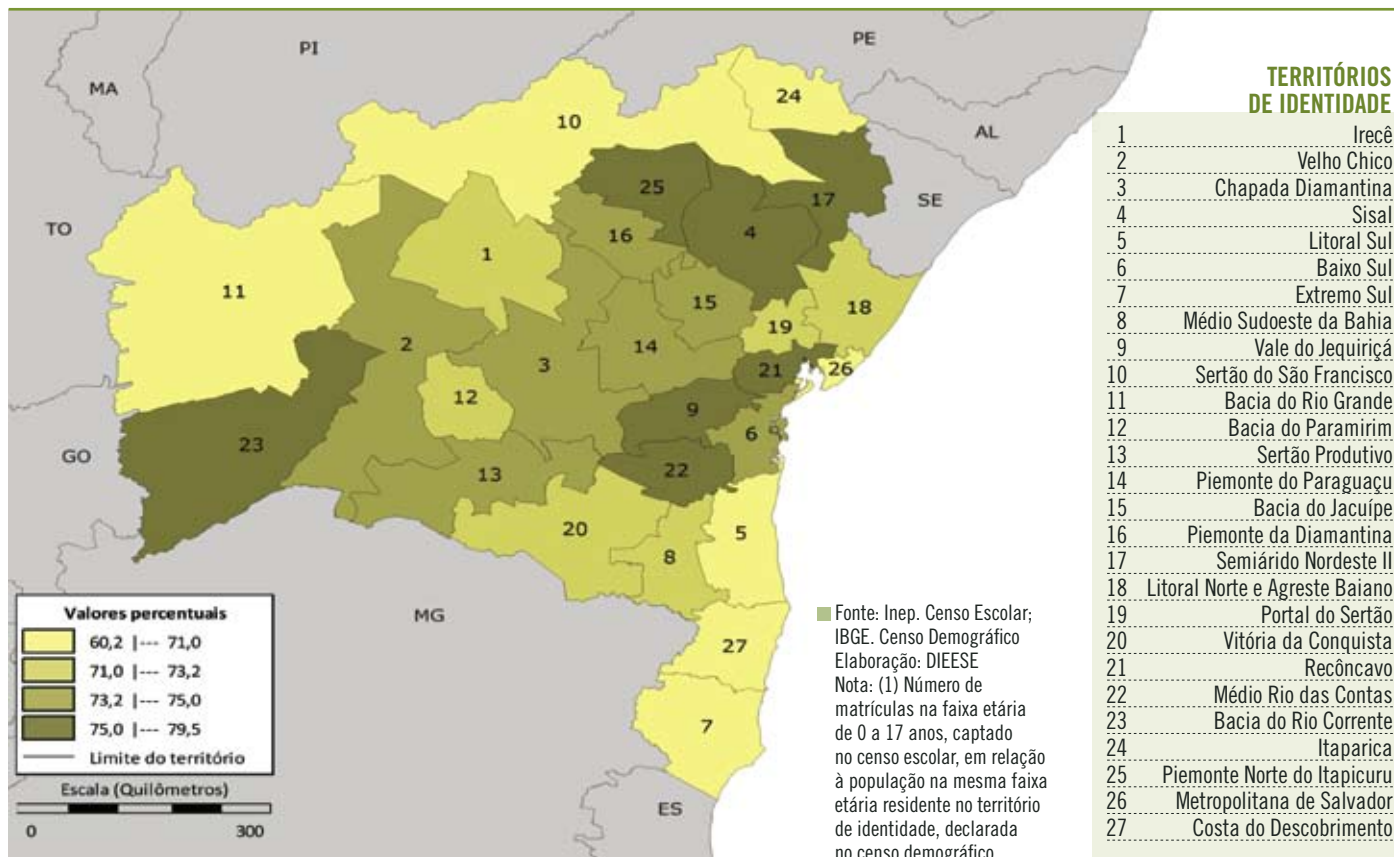 PI
PE
MA
24
10
AL
25
17
SE
TO
4
16
1
11
15
18
19
2
14
3
21
26
12
9
6
23
GO
22
13
20
5
8
MG
27
7
ES
Valores percentuais
60,2 |--- 71,0
71,0 |--- 73,2
73,2 |--- 75,0
75,0 |--- 79,5
Limite do território
Escala (Quilômetros)
0 300
Fonte: Inep. Censo Escolar;
IBGE. Censo Demográfico
Elaboração: DIEESE
Nota: (1) Número de
matrículas na faixa etária
de 0 a 17 anos, captado
no censo escolar, em relação
à população na mesma faixa
etária residente no território
de identidade, declarada
no censo demográfico
TERRITÓRIOS
DE IDENTIDADE
1 Irecê
2 Velho Chico
3 Chapada Diamantina
4 Sisal
5 Litoral Sul
6 Baixo Sul
7 Extremo Sul
8 Médio Sudoeste da Bahia
9 Vale do Jequiriçá
10 Sertão do São Francisco
11 Bacia do Rio Grande
12 Bacia do Paramirim
13 Sertão Produtivo
14 Piemonte do Paraguaçu
15 Bacia do Jacuípe
16 Piemonte da Diamantina
17 Semiárido Nordeste II
18 Litoral Norte e Agreste Baiano
19 Portal do Sertão
20 Vitória da Conquista
21 Recôncavo
22 Médio Rio das Contas
23 Bacia do Rio Corrente
24 Itaparica
25 Piemonte Norte do Itapicuru
26 Metropolitana de Salvador
27 Costa do Descobrimento